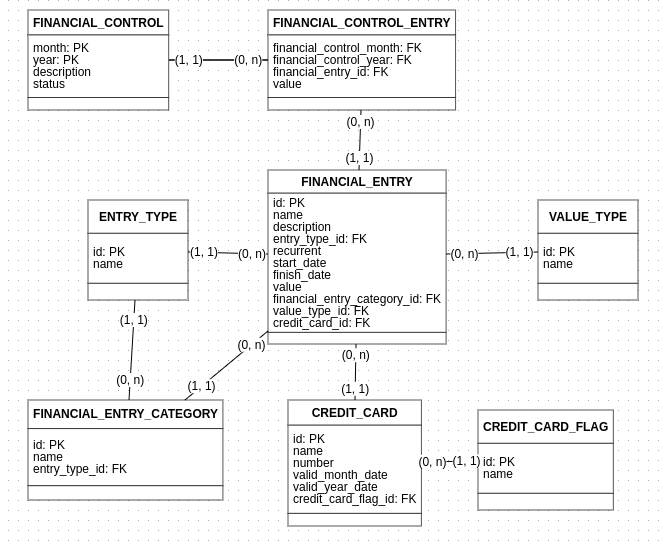 FINANCIAL_CONTROL
month: PK
year: PK
description
status
(1, 1)
(0, n)
FINANCIAL_CONTROL_ENTRY
financial_control_month: FK
financial_control_year: FK
financial_entry_id: FK
value
(0, n)
(1, 1)
FINANCIAL_ENTRY
id: PK
name
description
entry_type_id: FK
recurrent
start_date
finish_date
value
financial_entry_category_id: FK
value_type_id: FK
credit_card_id: FK
ENTRY_TYPE
id: PK
name
(1, 1)
(0, n)
(0, n)
(1, 1)
VALUE_TYPE
id: PK
name
(1, 1)
(0, n)
(0, n)
(1, 1)
(0, n)
(1, 1)
FINANCIAL_ENTRY_CATEGORY
id: PK
name
entry_type_id: FK
CREDIT_CARD
id: PK
name
number
valid_month_date
valid_year_date
credit_card_flag_id: FK
(0, n)
(1, 1)
CREDIT_CARD_FLAG
id: PK
name